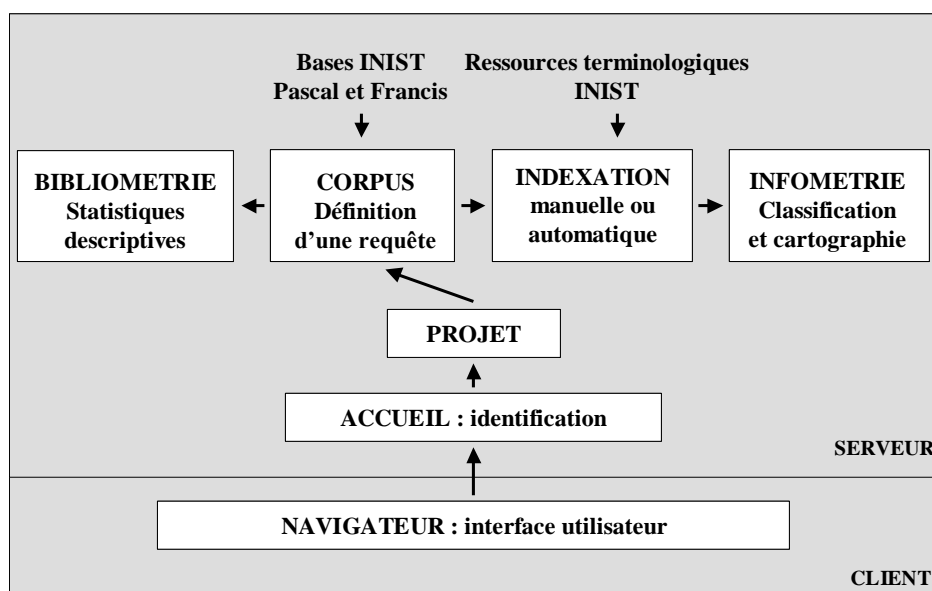 Bases INIST
Pascal et Francis
Ressources terminologiques
INIST
BIBLIOMETRIE
Statistiques
descriptives
CORPUS
Définition
d’une requête
INDEXATION
manuelle ou
automatique
INFOMETRIE
Classification
et cartographie
PROJET
ACCUEIL : identification
SERVEUR
NAVIGATEUR : interface utilisateur
CLIENT